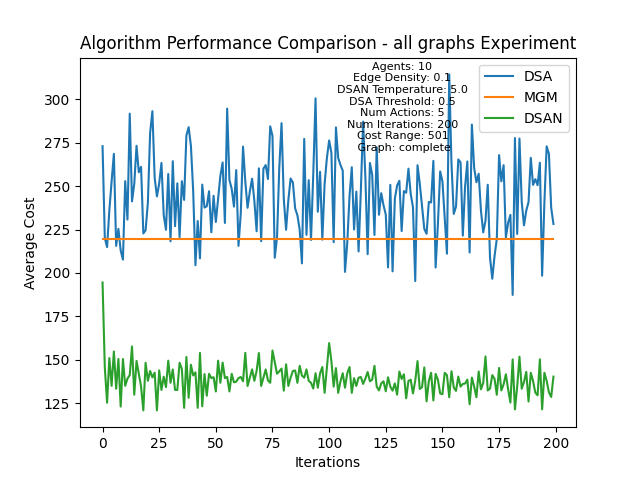 Algorithm Performance Comparison - all graphs Experiment
Agents: 10
Edge Density: 0.1
DSAN Temperature: 5.0
DSA Threshold: 0.5
Num Actions: 5
Num Iterations: 200
Cost Range: 501
Graph: complete
DSA
MGM
DSAN
Average Cost
300
275
250
225
200
175
150
125
0
25
50
75
100
125
150
175
200
Iterations